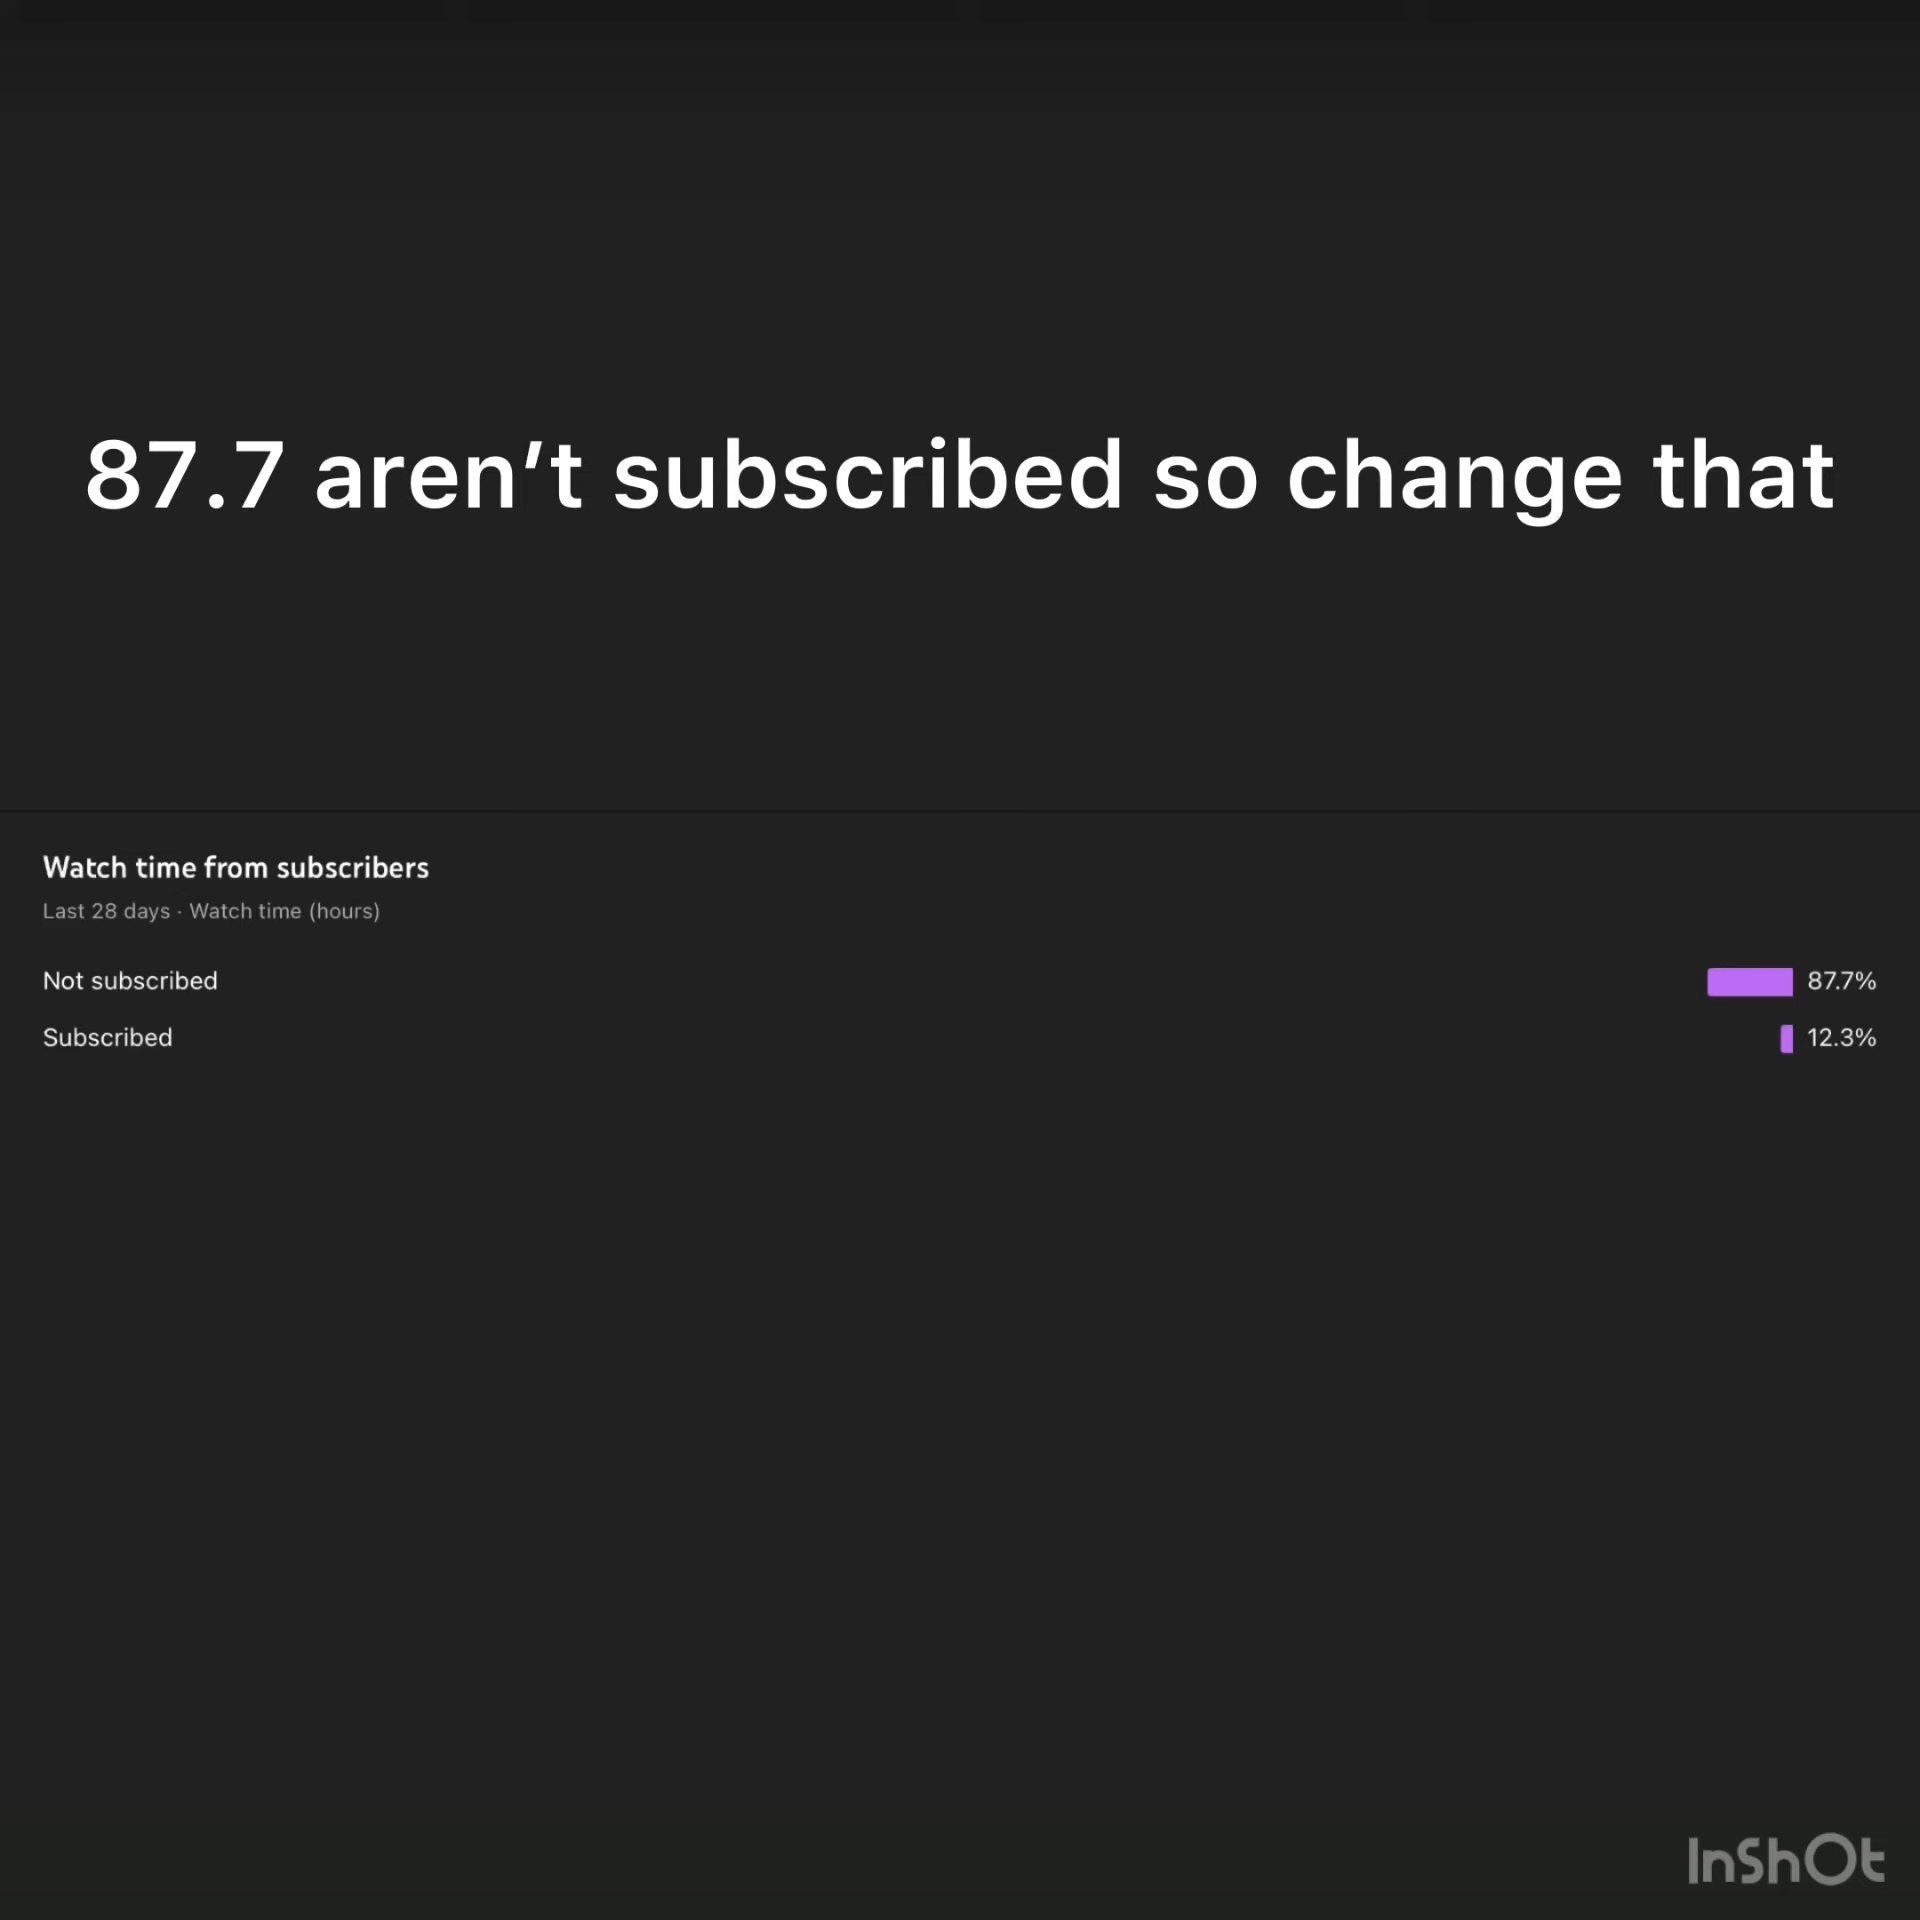 87.7 aren't subscribed so change that
Watch time from subscribers
Last 28 days · Watch time (hours)
Not subscribed 87.7%
Subscribed 12.3%
InShOt